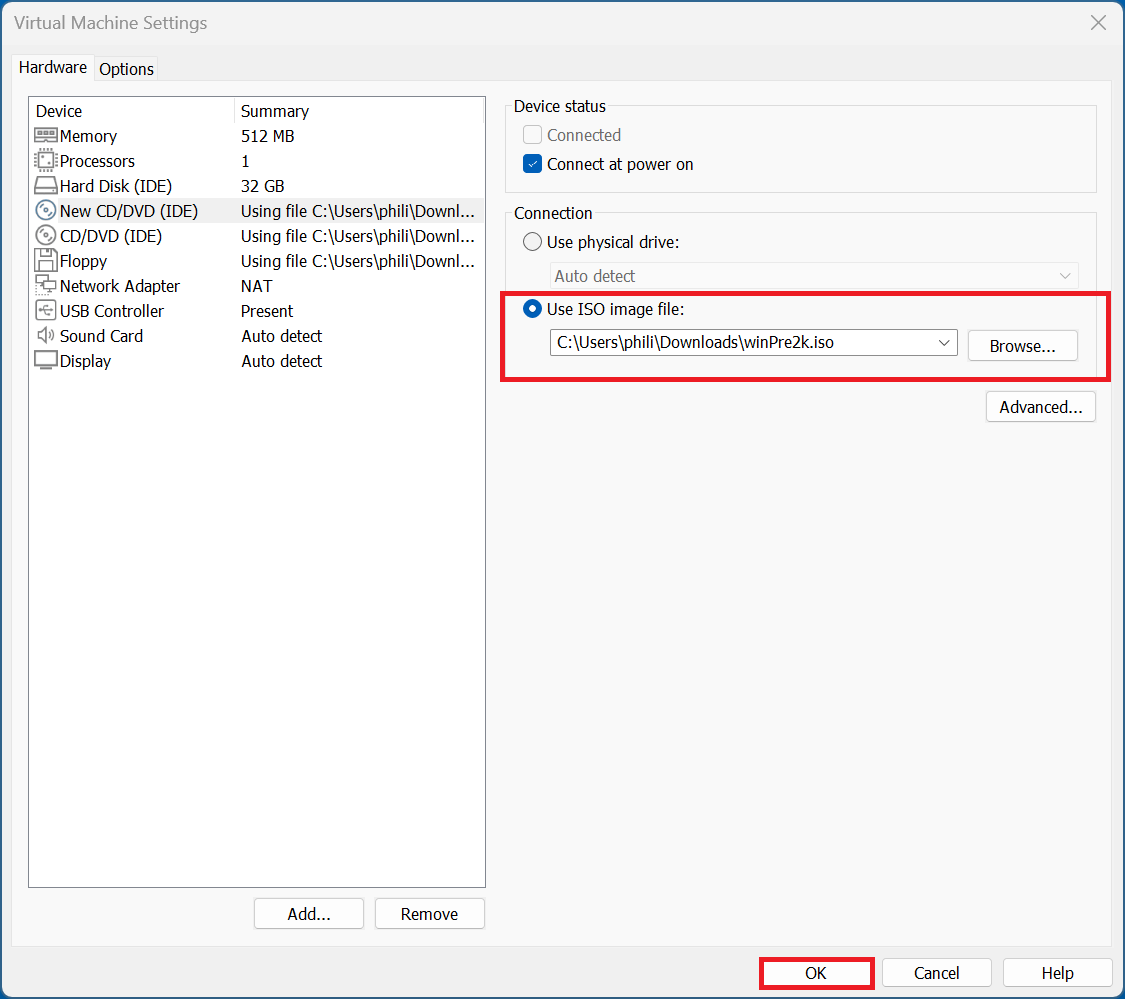 Virtual Machine Settings
Hardware Options
Device Summary
Memory 512 MB
Processors 1
Hard Disk (IDE) 32 GB
New CD/DVD (IDE) Using file C:\Users\phili\Downl...
CD/DVD (IDE) Using file C:\Users\phili\Downl...
Floppy Using file C:\Users\phili\Downl...
Network Adapter NAT
USB Controller Present
Sound Card Auto detect
Display Auto detect
Add... Remove
Device status
Connected
Connect at power on
Connection
Use physical drive:
Auto detect
Use ISO image file:
C:\Users\phili\Downloads\winPre2k.iso Browse...
Advanced...
OK Cancel Help